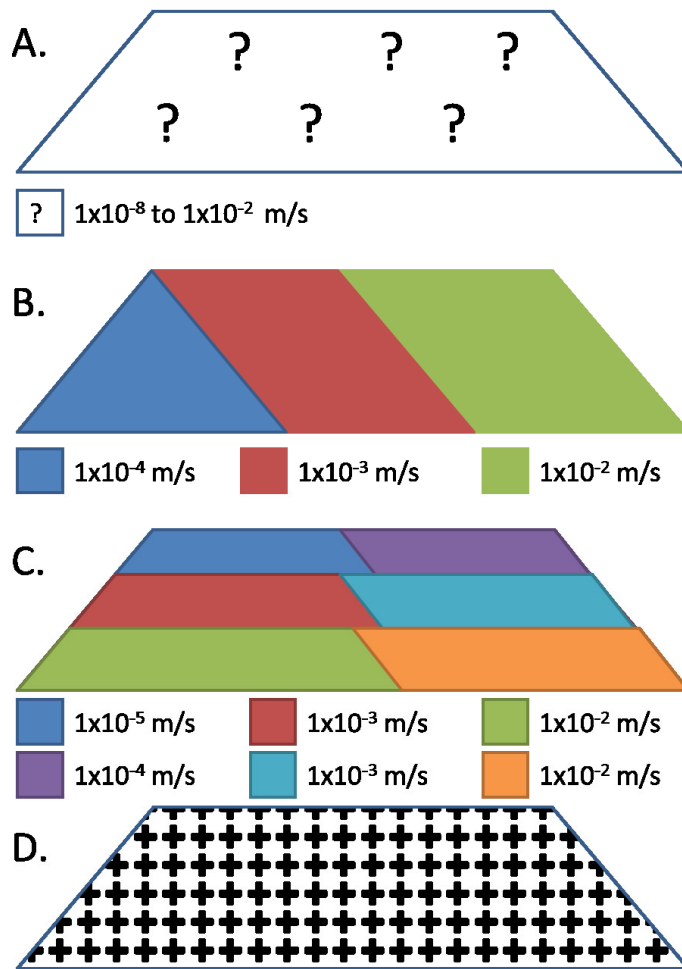 A.
? ? ?
? ? ?
? 1x10⁻⁸ to 1x10⁻² m/s
B.
1x10⁻⁴ m/s 1x10⁻³ m/s 1x10⁻² m/s
C.
1x10⁻⁵ m/s 1x10⁻³ m/s 1x10⁻² m/s
1x10⁻⁴ m/s 1x10⁻³ m/s 1x10⁻² m/s
D.